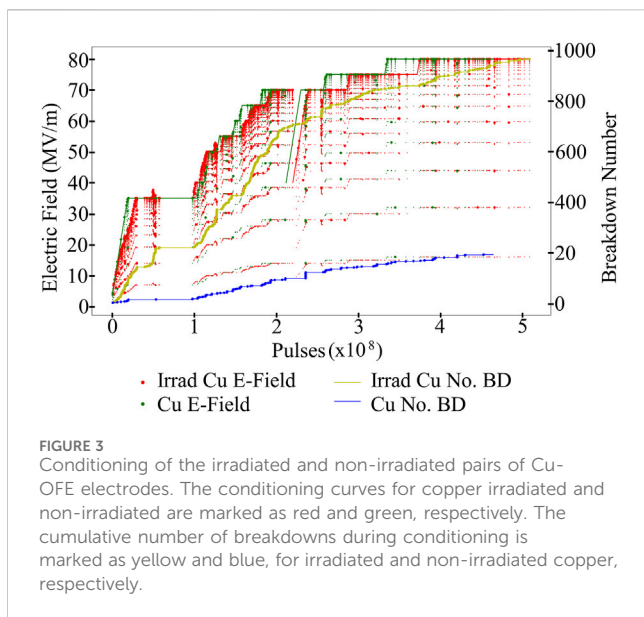 80
70
60
50
40
30
20
10
0
Electric Field (MV/m)
1000
800
600
400
20
0
Breakdown Number
0 1 2 3 4 5
Pulses (x10⁸)
Irrad Cu E-Field
Irrad Cu No. BD
Cu E-Field
Cu No. BD
FIGURE 3
Conditioning of the irradiated and non-irradiated pairs of Cu-
OFE electrodes. The conditioning curves for copper irradiated and
non-irradiated are marked as red and green, respectively. The
cumulative number of breakdowns during conditioning is
marked as yellow and blue, for irradiated and non-irradiated copper,
respectively.